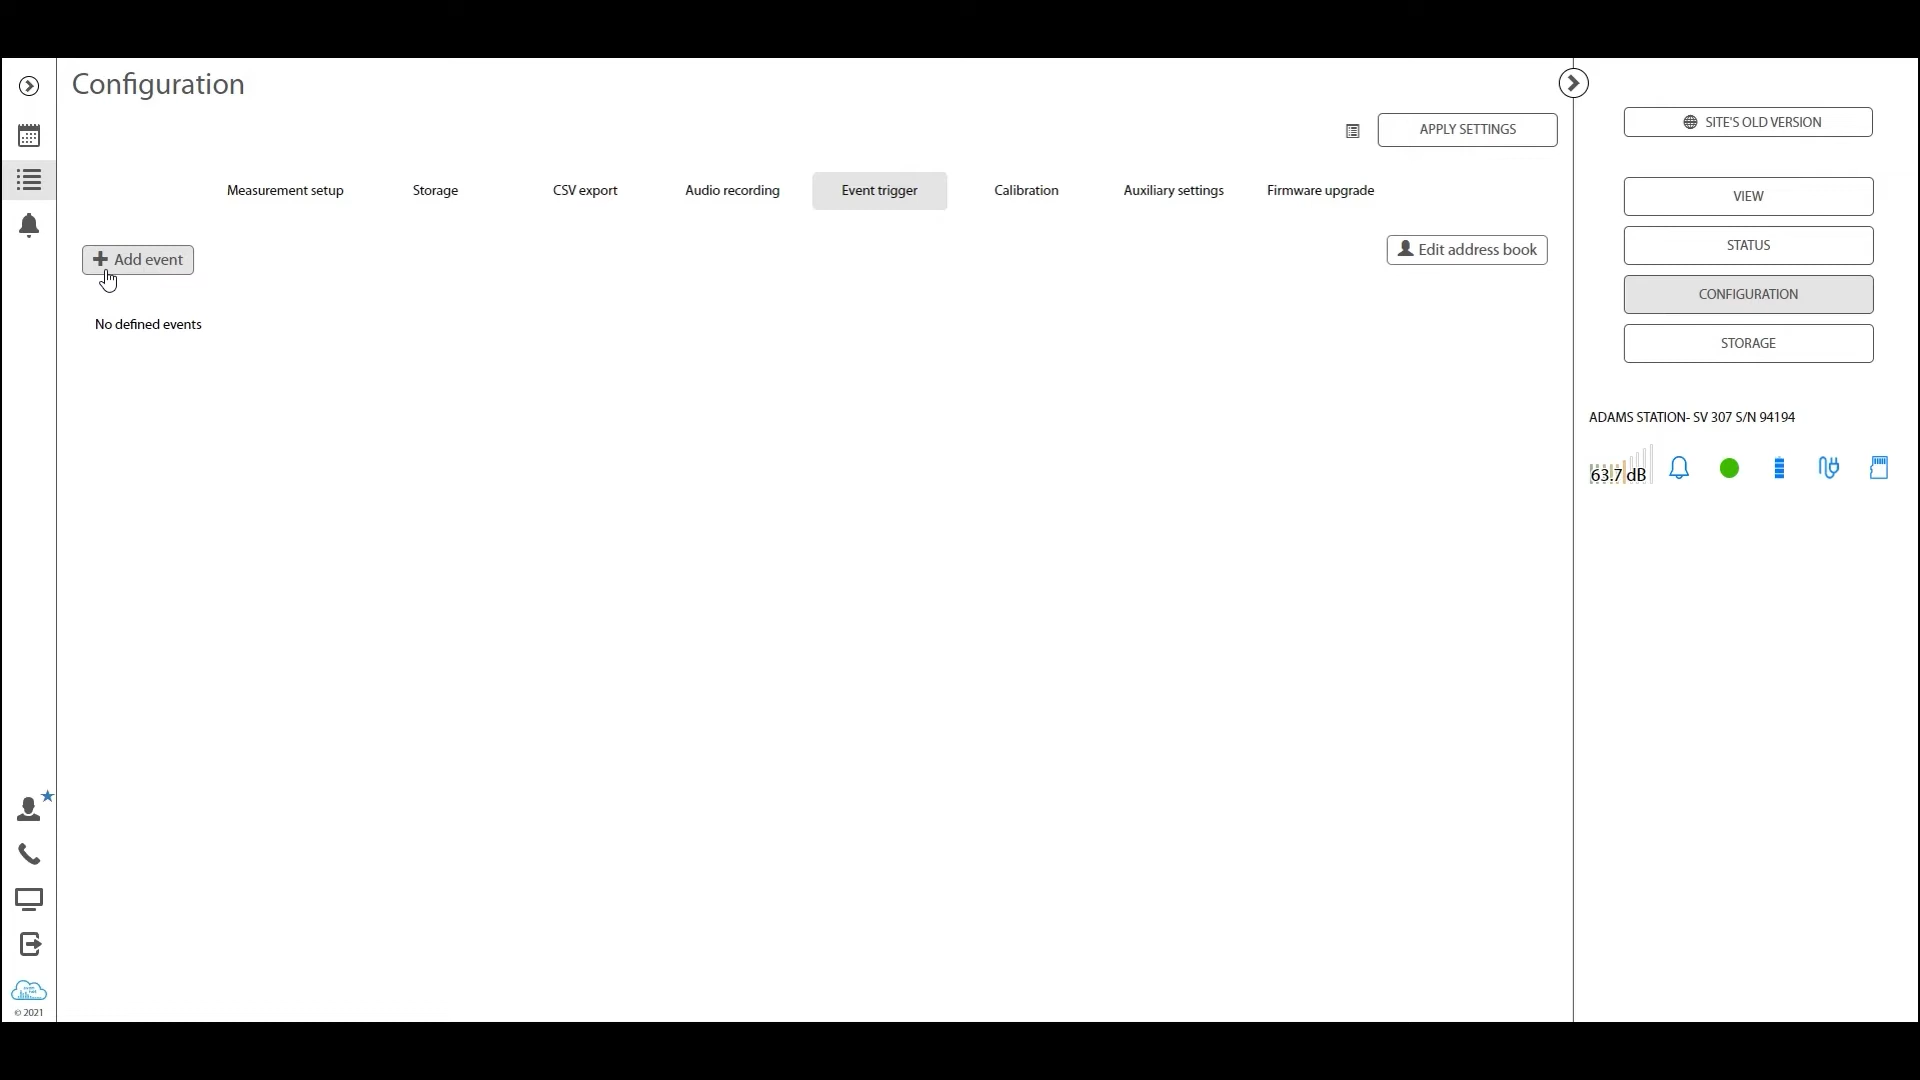 Configuration
APPLY SETTINGS
Measurement setup
Storage
CSV export
Audio recording
Event trigger
Calibration
Auxiliary settings
Firmware upgrade
Add event
Edit address book
No defined events
SITE'S OLD VERSION
VIEW
STATUS
CONFIGURATION
STORAGE
ADAMS STATION- SV 307 S/N 94194
63.7 dB
© 2021